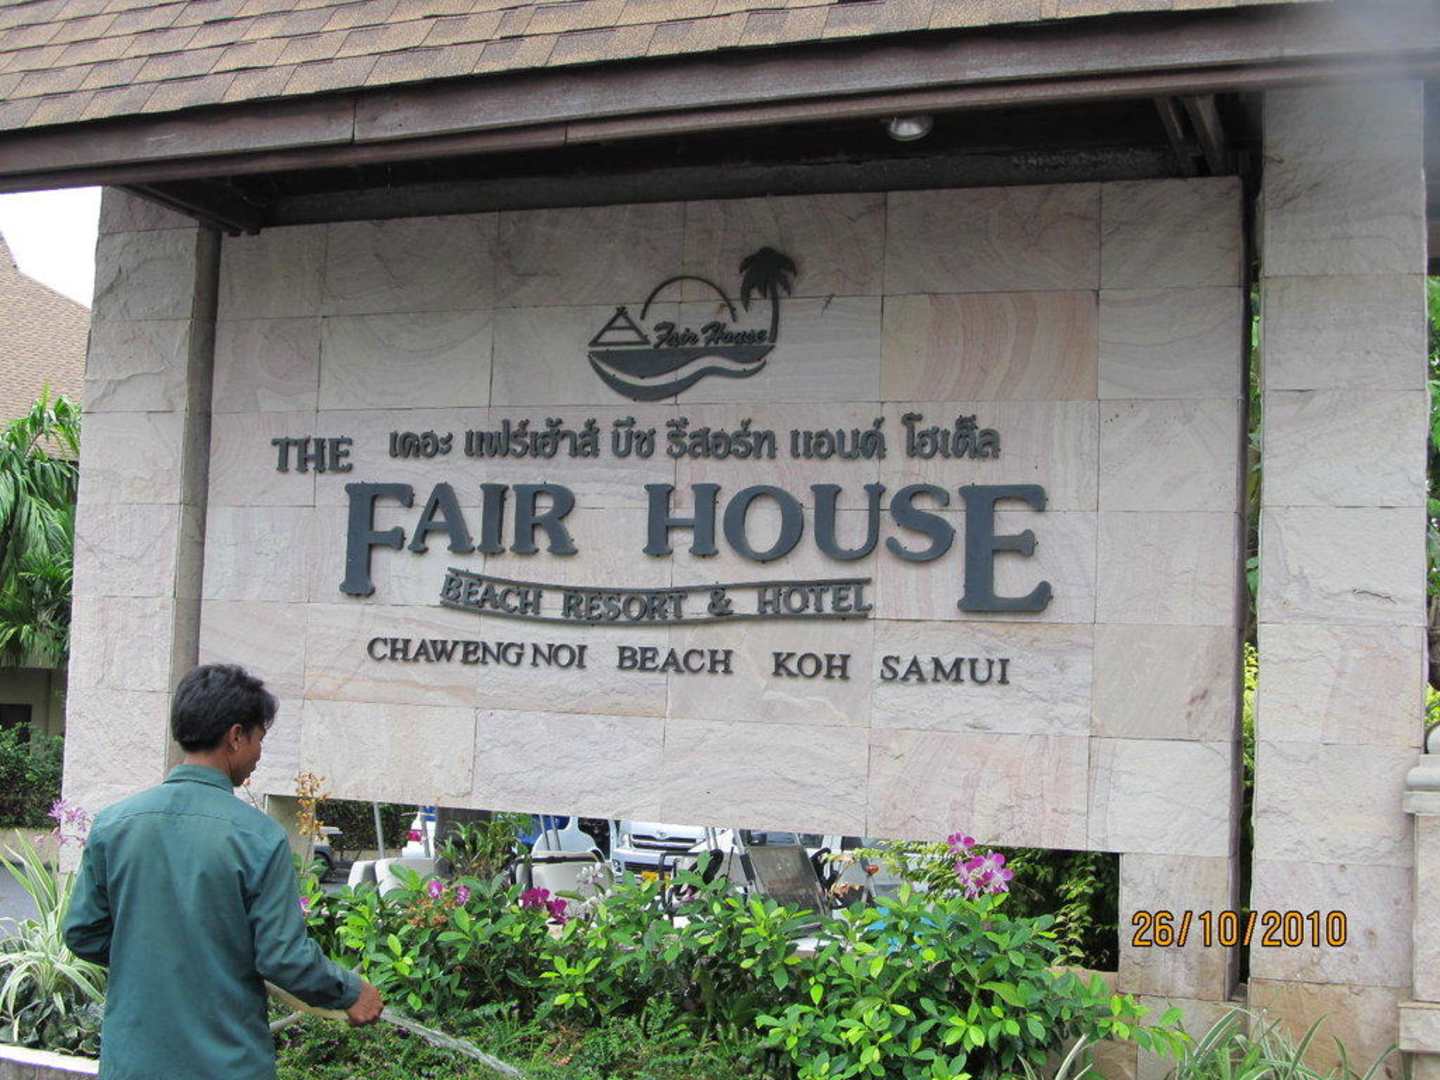 Fair House
เดอะ แฟร์เฮ้าส์ บีช รีสอร์ท แอนด์ โฮเต็ล
THE
FAIR HOUSE
BEACH RESORT & HOTEL
CHAWENG NOI BEACH KOH SAMUI
26/10/2010